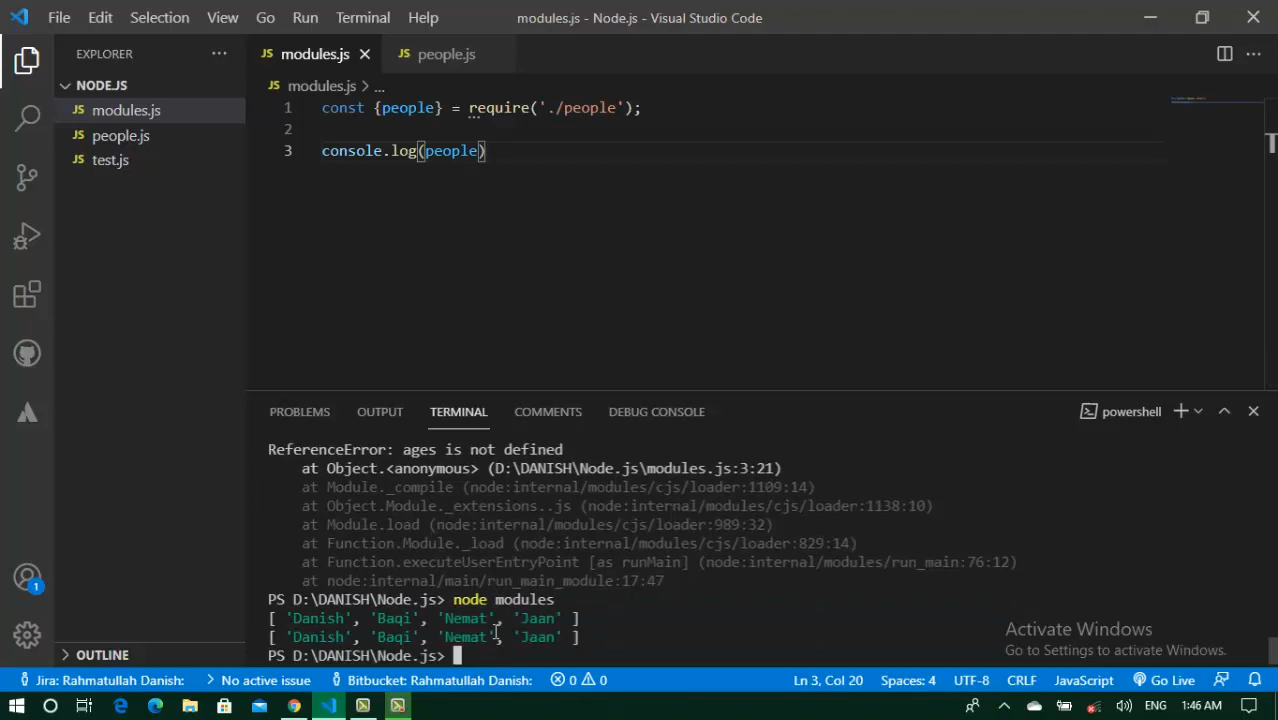 File Edit Selection View Go Run Terminal Help modules.js - Node.js - Visual Studio Code
EXPLORER ···
JS modules.js
JS people.js
NODE.JS
JS modules.js
JS people.js
JS test.js
JS modules.js > ...
1 const {people} = require('./people');
2
3 console.log(people)
PROBLEMS OUTPUT TERMINAL COMMENTS DEBUG CONSOLE powershell
ReferenceError: ages is not defined
at Object.<anonymous> (D:\DANISH\Node.js\modules.js:3:21)
at Module._compile (node:internal/modules/cjs/loader:1109:14)
at Object.Module._extensions..js (node:internal/modules/cjs/loader:1138:10)
at Module.load (node:internal/modules/cjs/loader:989:32)
at Function.Module._load (node:internal/modules/cjs/loader:829:14)
at Function.executeUserEntryPoint [as runMain] (node:internal/modules/run_main:76:12)
at node:internal/main/run_main_module:17:47
PS D:\DANISH\Node.js> node modules
[ 'Danish', 'Baqi', 'Nemat', 'Jaan' ]
[ 'Danish', 'Baqi', 'Nemat', 'Jaan' ]
PS D:\DANISH\Node.js>
Activate Windows
Go to Settings to activate Windows.
1
OUTLINE
Jira: Rahmatullah Danish: No active issue Bitbucket: Rahmatullah Danish: 0 0 Ln 3, Col 20 Spaces: 4 UTF-8 CRLF JavaScript Go Live
ENG 1:46 AM